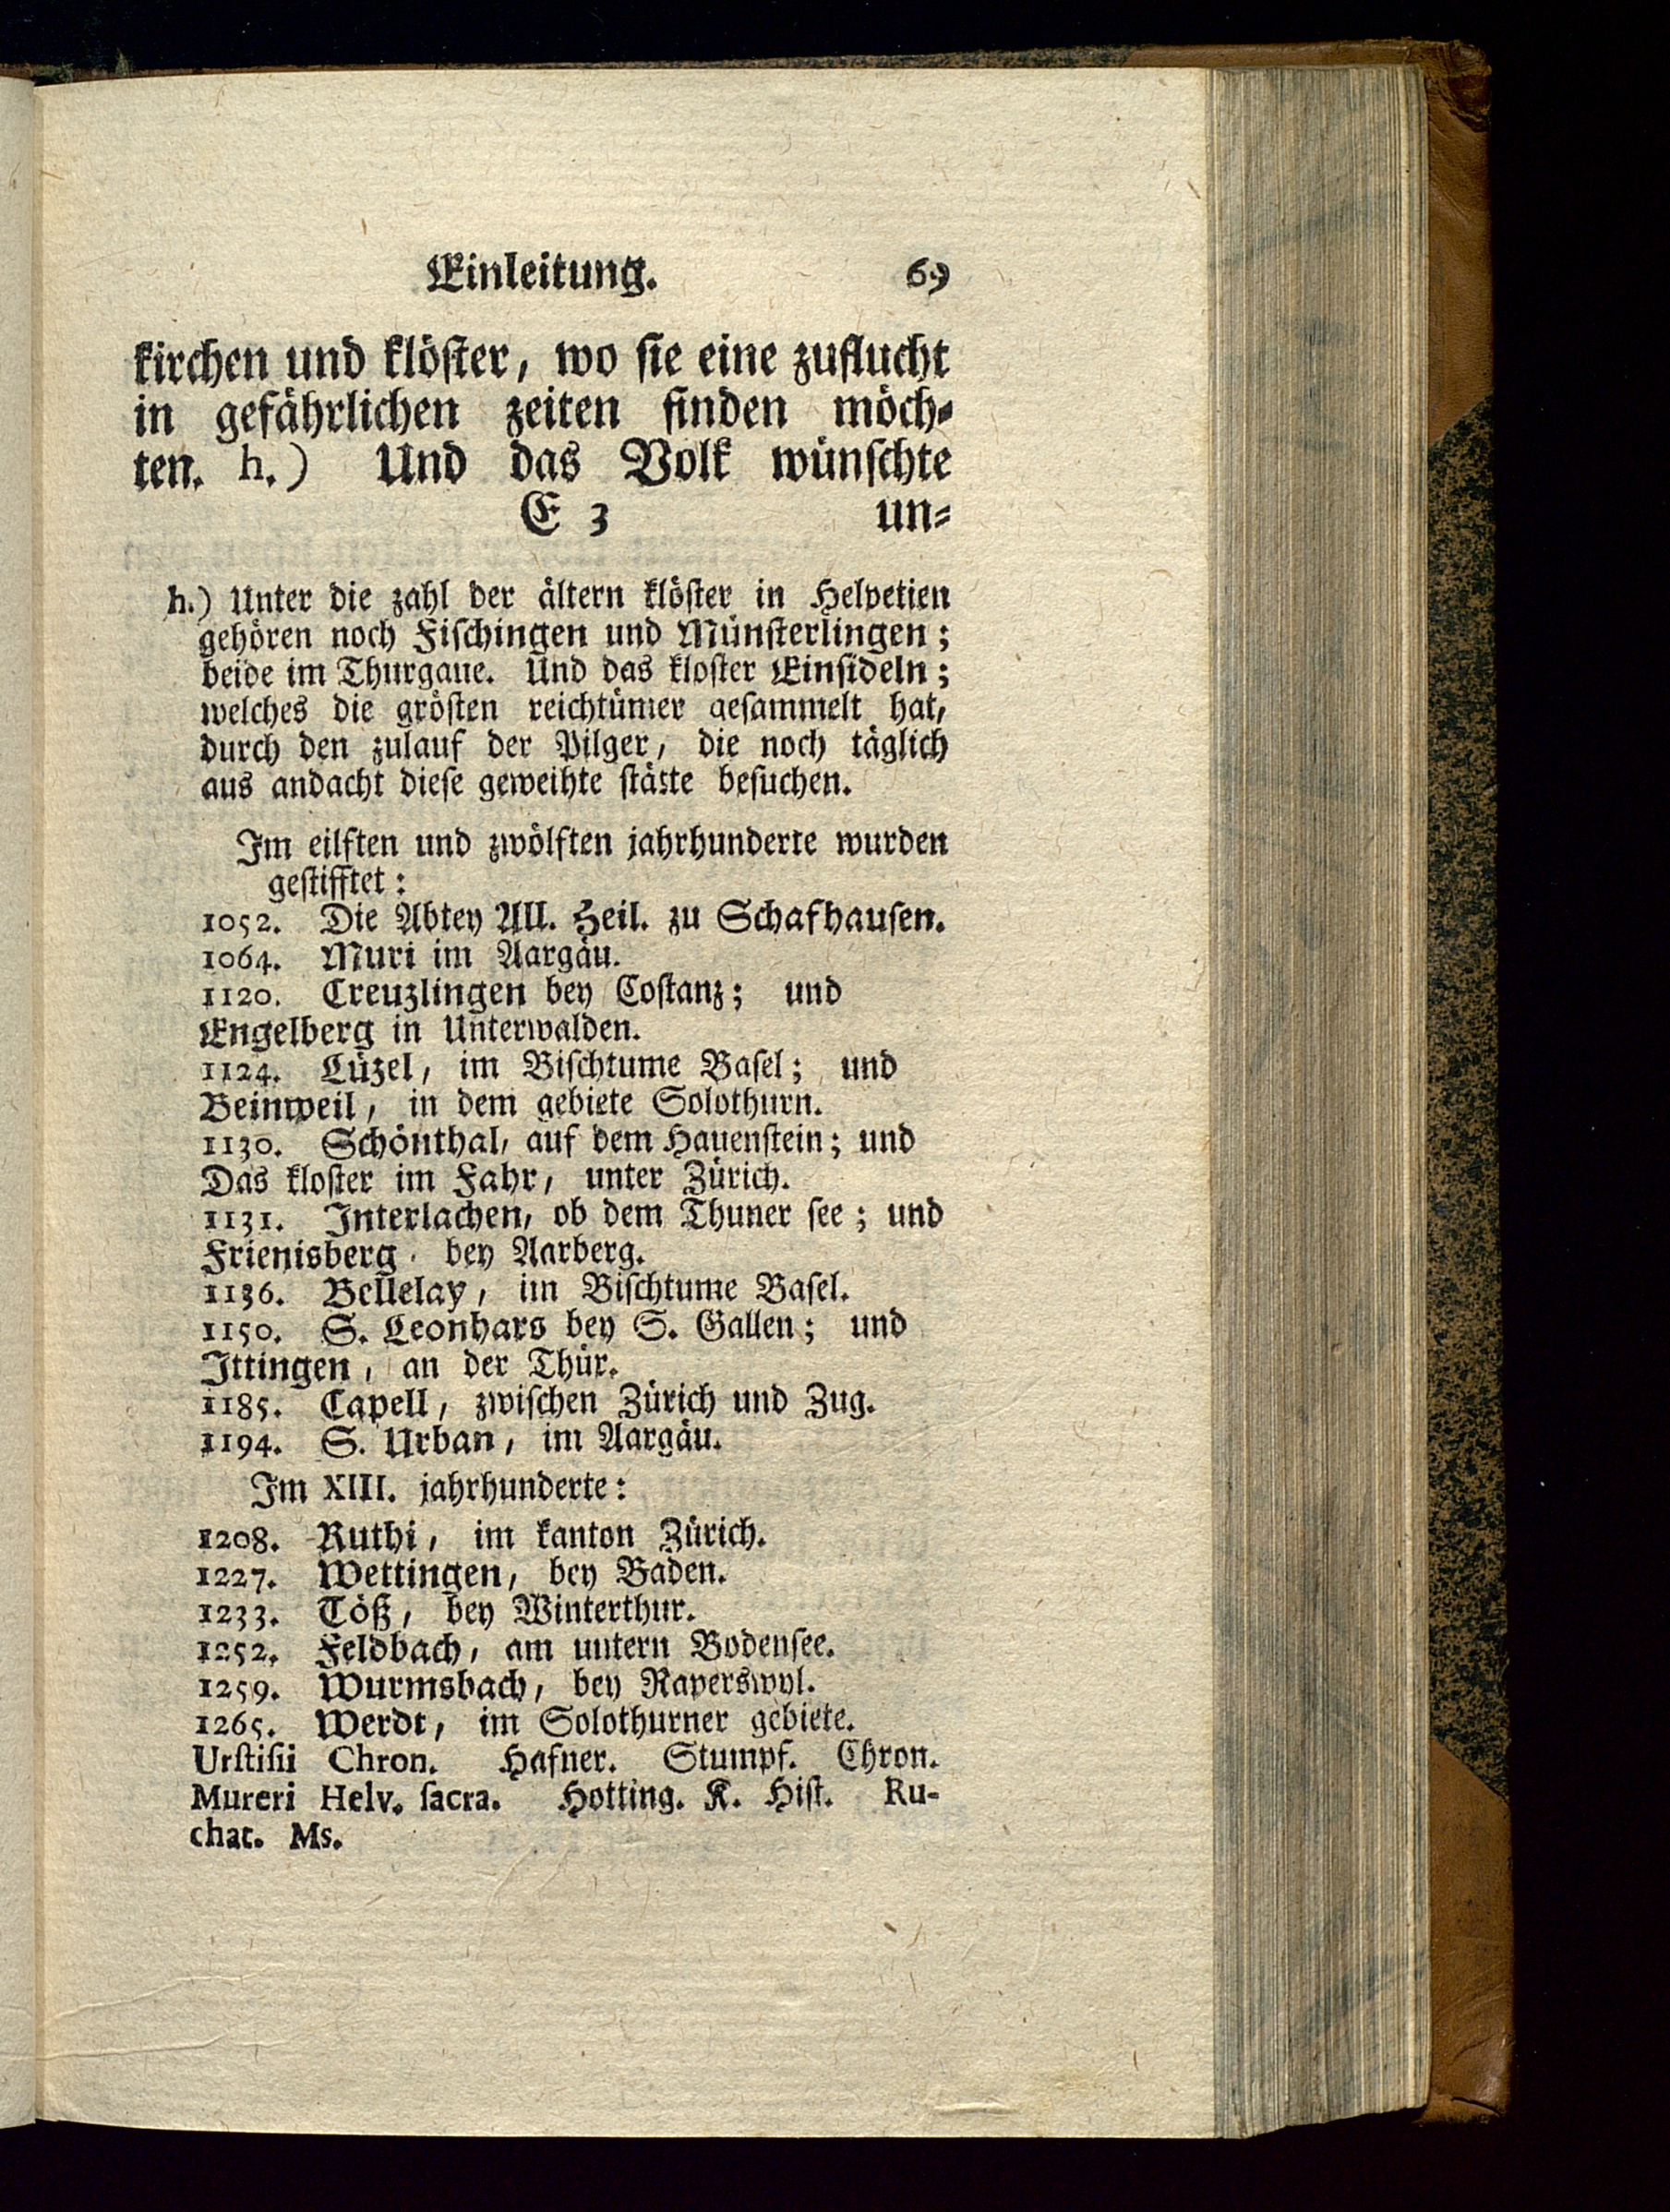 Einleitung. 69
kirchen und klöster, wo sie eine zuflucht
in gefährlichen zeiten finden möch-
ten. h.) Und das Volk wünschte
E 3 un-
h.) Unter die zahl der ältern klöster in Helvetien
gehören noch Fischingen und Münsterlingen;
beide im Thurgaue. Und das kloster Einsideln;
welches die grösten reichtümer gesammelt hat,
durch den zulauf der Pilger, die noch täglich
aus andacht diese geweihte stätte besuchen.
Im eilften und zwölften jahrhunderte wurden
gestifftet:
1052. Die Abtey All. Heil. zu Schafhausen.
1064. Muri im Aargäu.
1120. Creuzlingen bey Costanz; und
Engelberg in Unterwalden.
1124. Lüzel, im Bischtume Basel; und
Beinweil, in dem gebiete Solothurn.
1130. Schönthal, auf dem Hauenstein; und
Das kloster im Fahr, unter Zürich.
1131. Interlachen, ob dem Thuner see; und
Frienisberg, bey Aarberg.
1136. Bellelay, im Bischtume Basel.
1150. S. Leonhars bey S. Gallen; und
Ittingen, an der Thür.
1185. Capell, zwischen Zürich und Zug.
1194. S. Urban, im Aargäu.
Im XIII. jahrhunderte:
1208. Ruthi, im kanton Zürich.
1227. Wettingen, bey Baden.
1233. Töß, bey Winterthur.
1252. Feldbach, am untern Bodensee.
1259. Wurmsbach, bey Raperswyl.
1265. Werdt, im Solothurner gebiete.
Urstisii Chron. Hafner. Stumpf. Chron.
Mureri Helv. sacra. Hotting. K. Hist. Ru-
chat. Ms.